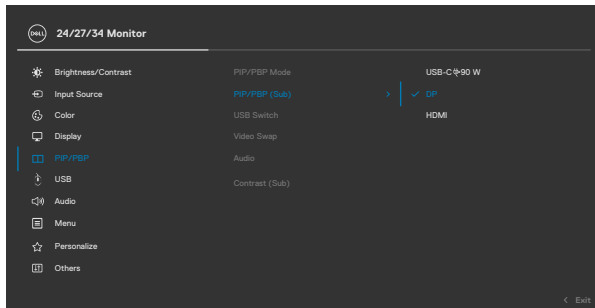 DELL 24/27/34 Monitor
Brightness/Contrast PIP/PBP Mode USB-C 90 W
Input Source PIP/PBP (Sub) > ✓ DP
Color USB Switch HDMI
Display Video Swap
PIP/PBP Audio
USB Contrast (Sub)
Audio
Menu
Personalize
Others
< Exit